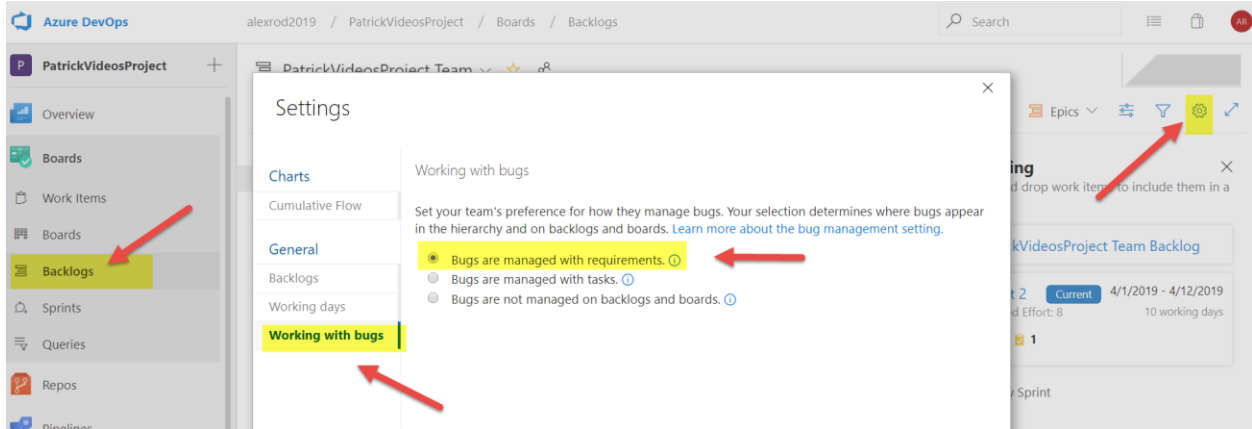 Azure DevOps
alexrod2019 / PatrickVideosProject / Boards / Backlogs
Search
AR
P PatrickVideosProject
PatrickVideosProject Team
Overview
Boards
Work Items
Boards
Backlogs
Sprints
Queries
Repos
Pipelines
Settings
Charts
Cumulative Flow
General
Backlogs
Working days
Working with bugs
Working with bugs
Set your team's preference for how they manage bugs. Your selection determines where bugs appear
in the hierarchy and on backlogs and boards. Learn more about the bug management setting.
Bugs are managed with requirements.
Bugs are managed with tasks.
Bugs are not managed on backlogs and boards.
Epics
ing
d drop work items to include them in a
kVideosProject Team Backlog
t 2 Current 4/1/2019 - 4/12/2019
d Effort: 8 10 working days
1
Sprint